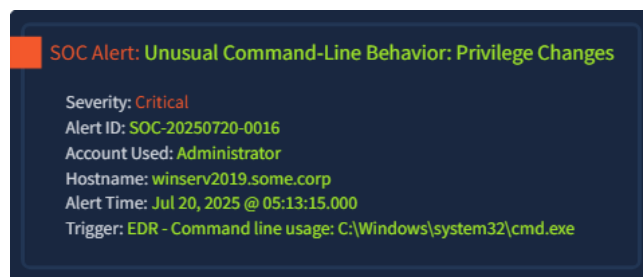 SOC Alert: Unusual Command-Line Behavior: Privilege Changes
Severity: Critical
Alert ID: SOC-20250720-0016
Account Used: Administrator
Hostname: winserv2019.some.corp
Alert Time: Jul 20, 2025 @ 05:13:15.000
Trigger: EDR - Command line usage: C:\Windows\system32\cmd.exe